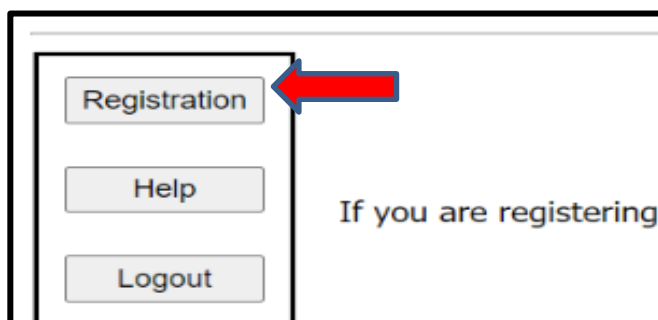 Registration
Help
If you are registering
Logout